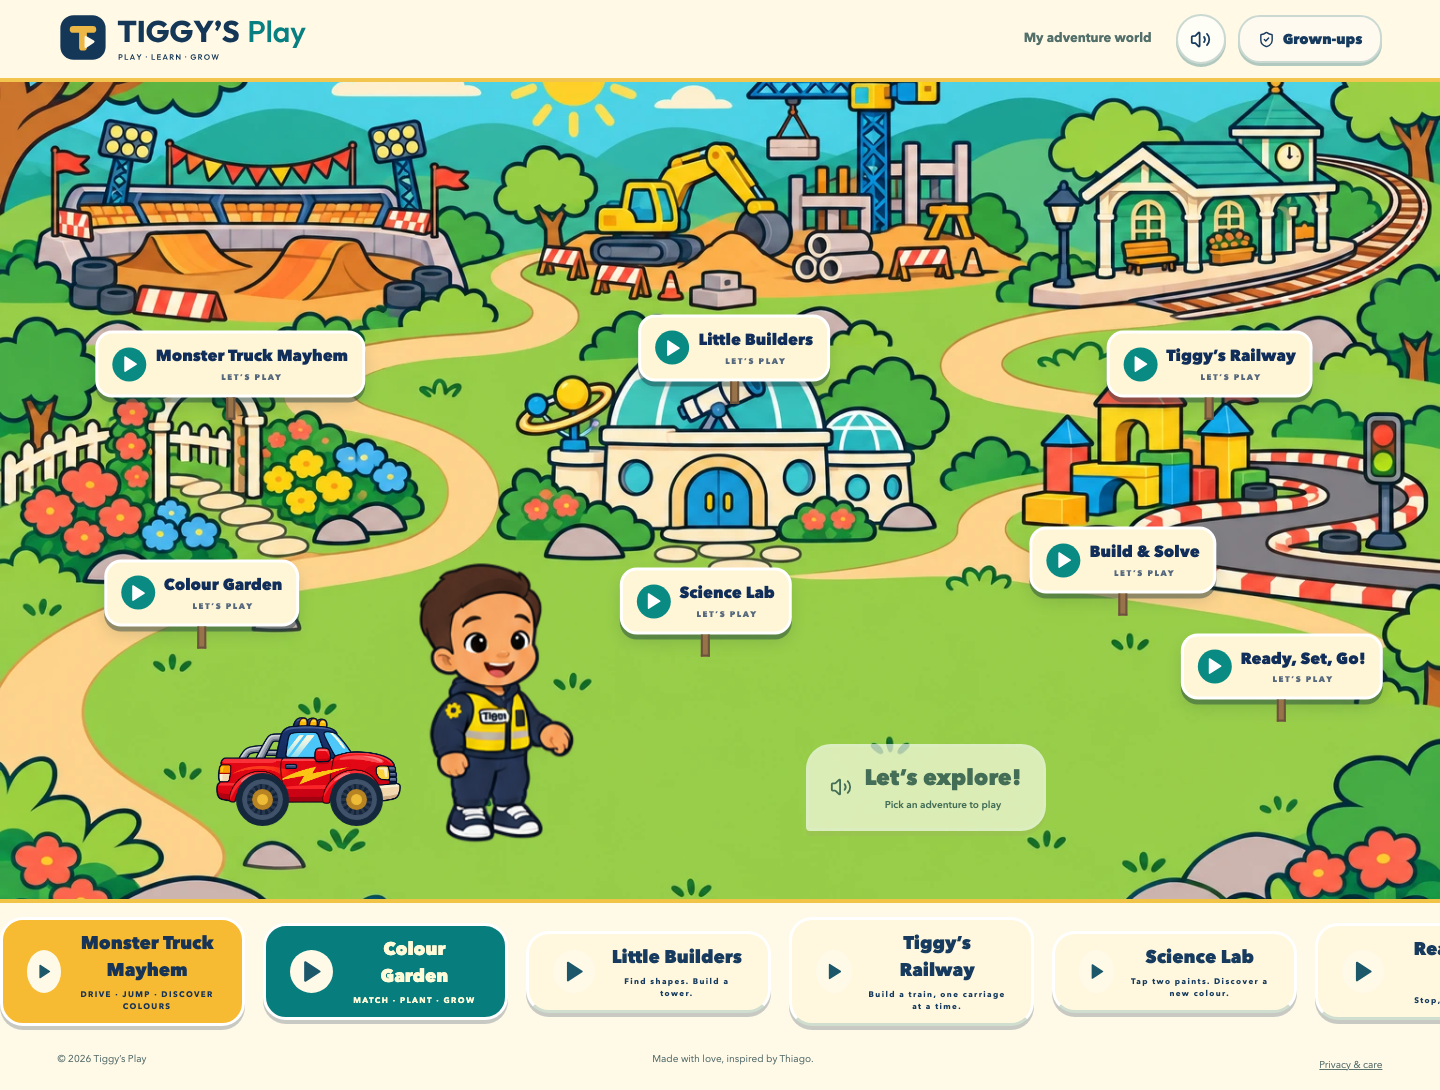 TIGGY’S Play
PLAY · LEARN · GROW
My adventure world
Grown-ups
Monster Truck Mayhem
LET’S PLAY
Little Builders
LET’S PLAY
Tiggy’s Railway
LET’S PLAY
Colour Garden
LET’S PLAY
Science Lab
LET’S PLAY
Build & Solve
LET’S PLAY
Ready, Set, Go!
LET’S PLAY
Let’s explore!
Pick an adventure to play
Monster Truck
Mayhem
DRIVE · JUMP · DISCOVER
COLOURS
Colour
Garden
MATCH · PLANT · GROW
Little Builders
Find shapes. Build a
tower.
Tiggy’s
Railway
Build a train, one carriage
at a time.
Science Lab
Tap two paints. Discover a
new colour.
Stop,
© 2026 Tiggy’s Play
Made with love, inspired by Thiago.
Privacy & care